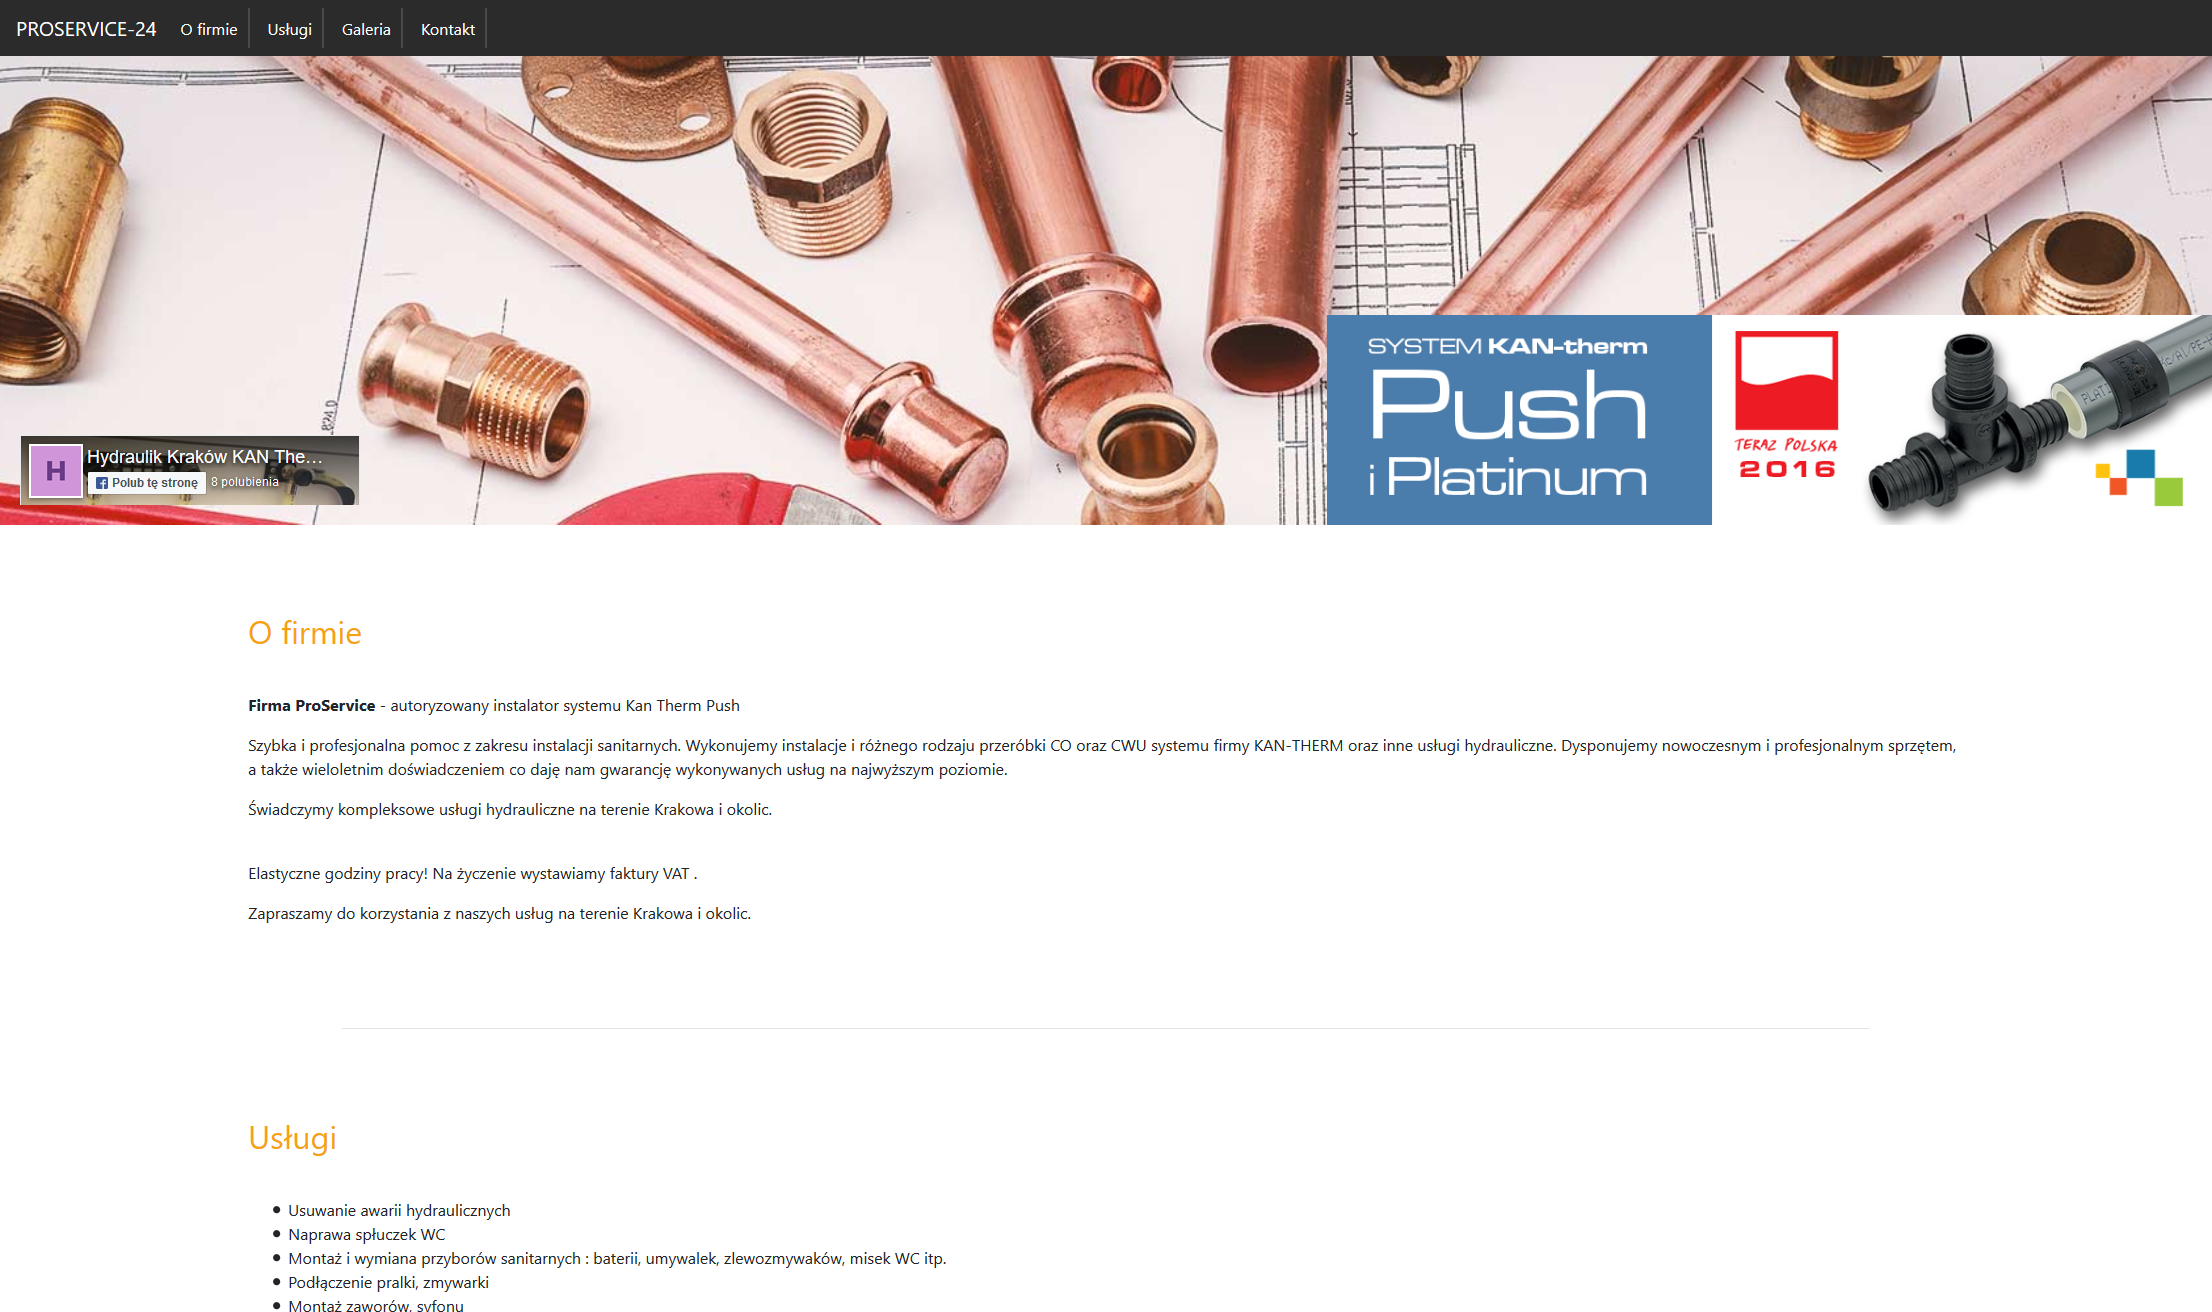 PROSERVICE-24 O firmie Usługi Galeria Kontakt
824.0
SYSTEM KAN-therm
Push
i Platinum
TERAZ POLSKA
2016
PLATI
H
Hydraulik Kraków KAN The...
Polub tę stronę 8 polubienia
O firmie
Firma ProService - autoryzowany instalator systemu Kan Therm Push
Szybka i profesjonalna pomoc z zakresu instalacji sanitarnych. Wykonujemy instalacje i różnego rodzaju przeróbki CO oraz CWU systemu firmy KAN-THERM oraz inne usługi hydrauliczne. Dysponujemy nowoczesnym i profesjonalnym sprzętem,
a także wieloletnim doświadczeniem co daję nam gwarancję wykonywanych usług na najwyższym poziomie.
Świadczymy kompleksowe usługi hydrauliczne na terenie Krakowa i okolic.
Elastyczne godziny pracy! Na życzenie wystawiamy faktury VAT .
Zapraszamy do korzystania z naszych usług na terenie Krakowa i okolic.
Usługi
• Usuwanie awarii hydraulicznych
• Naprawa spłuczek WC
• Montaż i wymiana przyborów sanitarnych : baterii, umywalek, zlewozmywaków, misek WC itp.
• Podłączenie pralki, zmywarki
• Montaż zaworów, syfonu